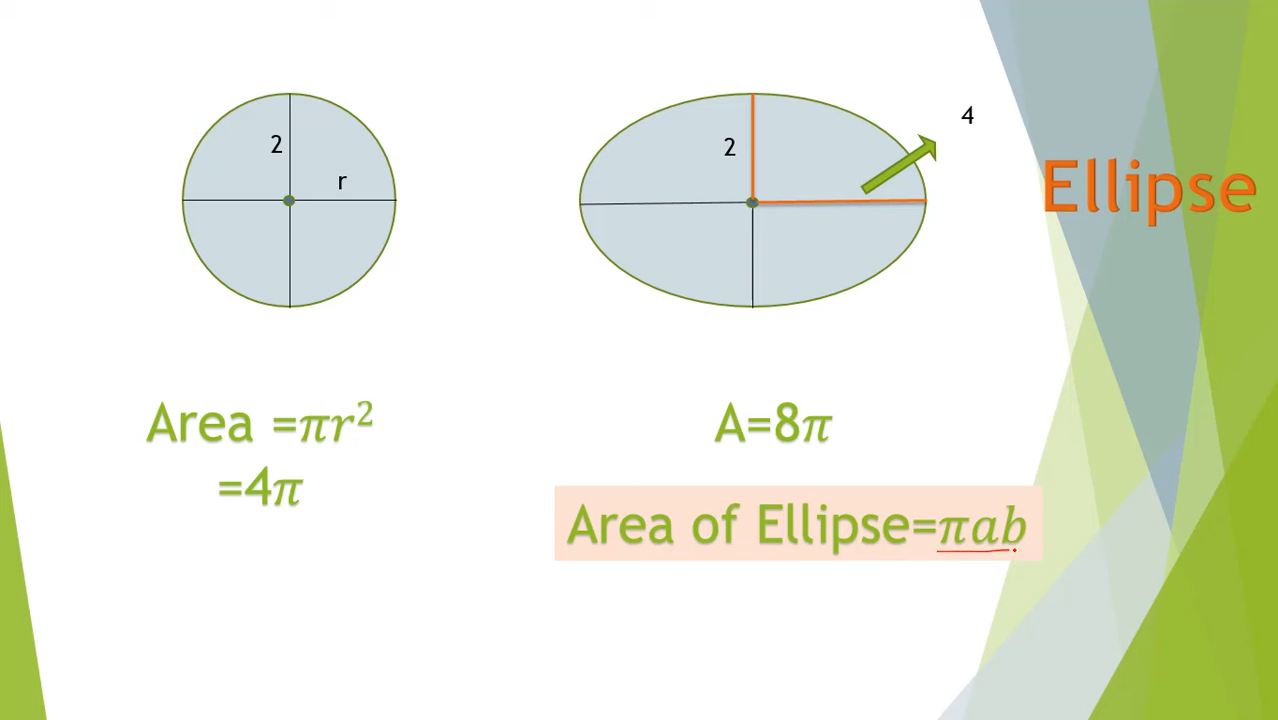 2
r
2
4
Ellipse
Area =𝜋𝑟²
=4𝜋
A=8𝜋
Area of Ellipse=𝜋𝑎𝑏